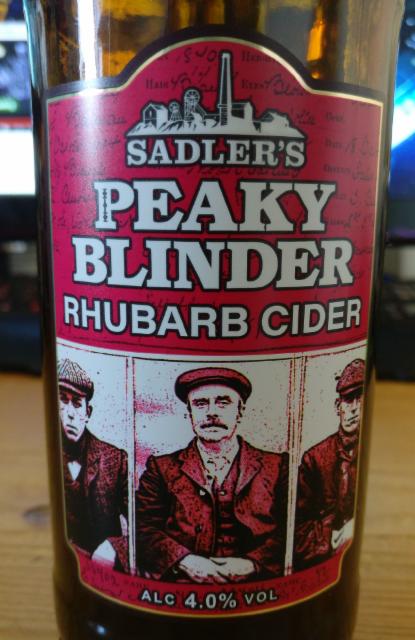 SADLER'S
PEAKY
BLINDER
RHUBARB CIDER
ALC 4.0% VOL